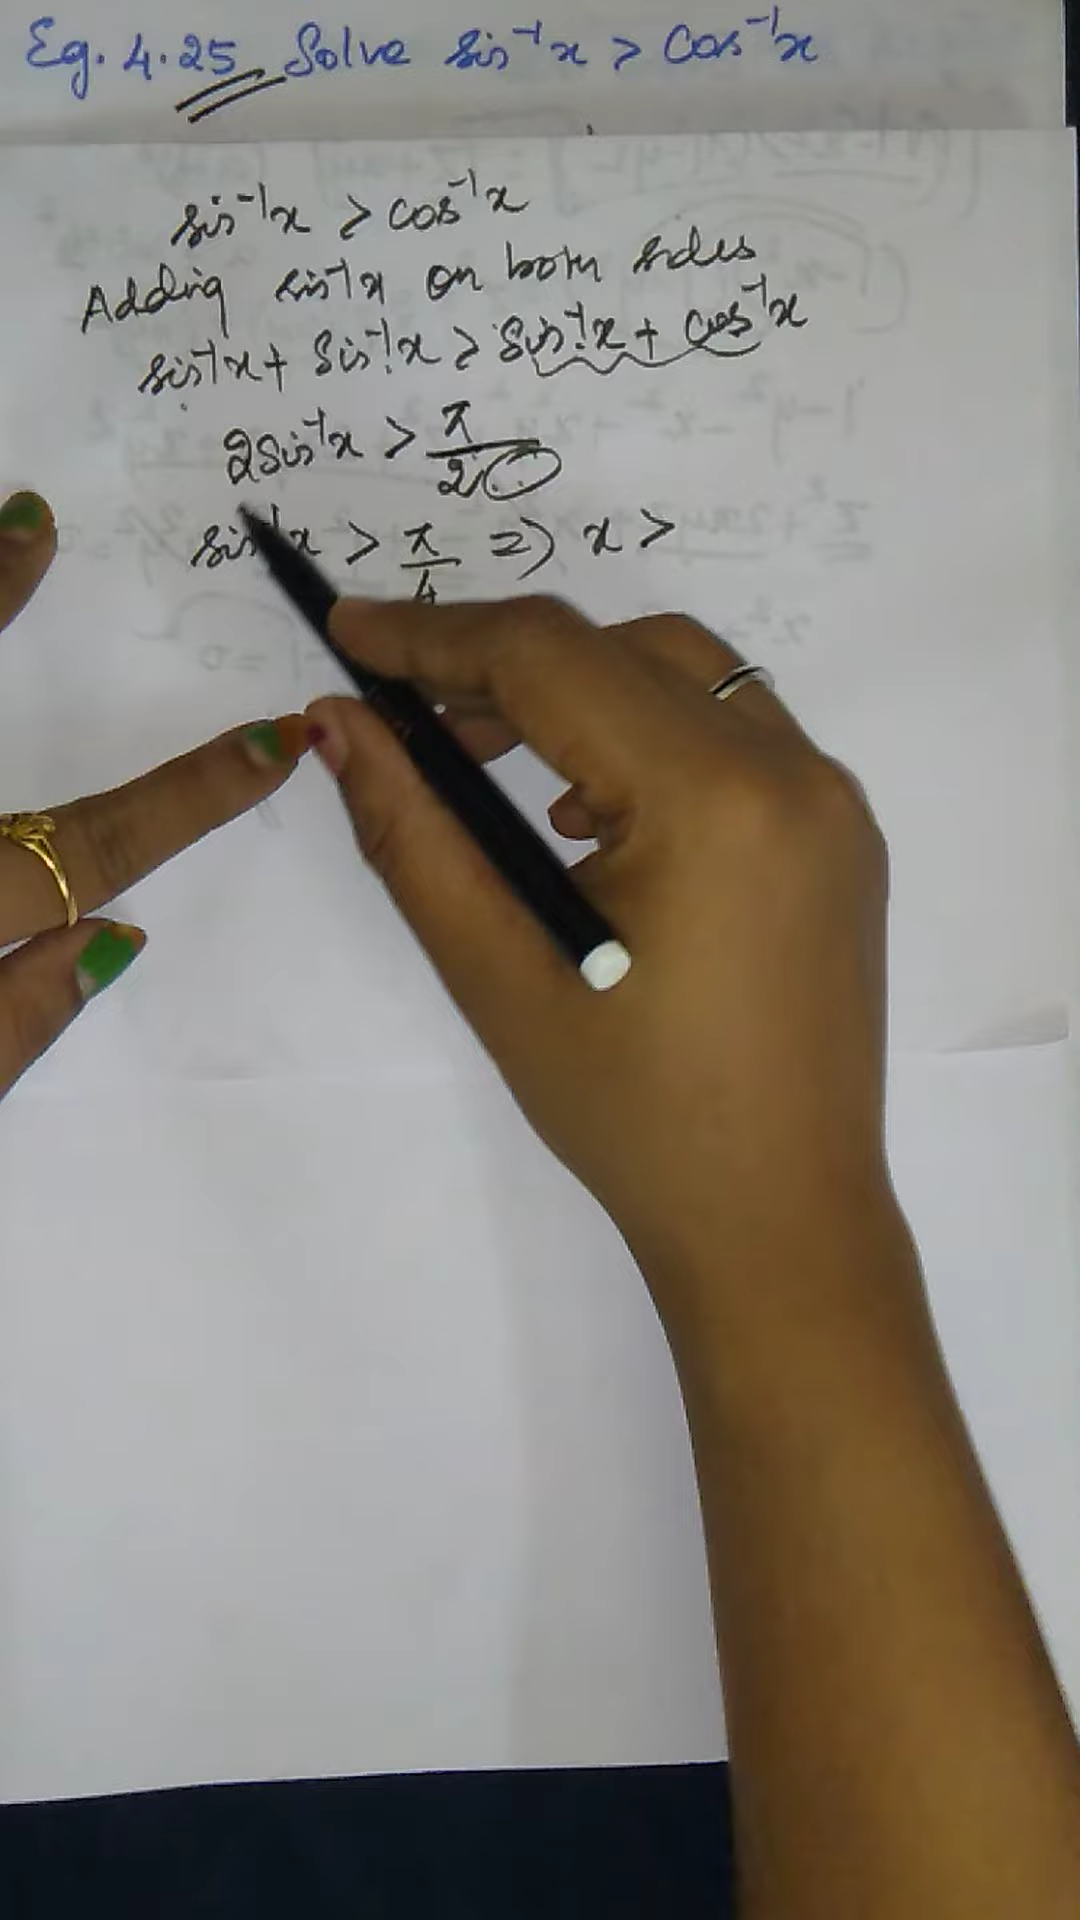 Eg. 4.25 Solve sin⁻¹x > cos⁻¹x
sin⁻¹x > cos⁻¹x
Adding sin⁻¹x on both sides
sin⁻¹x + sin⁻¹x > sin⁻¹x + cos⁻¹x
2sin⁻¹x > π/2
sin⁻¹x > π/4 => x >